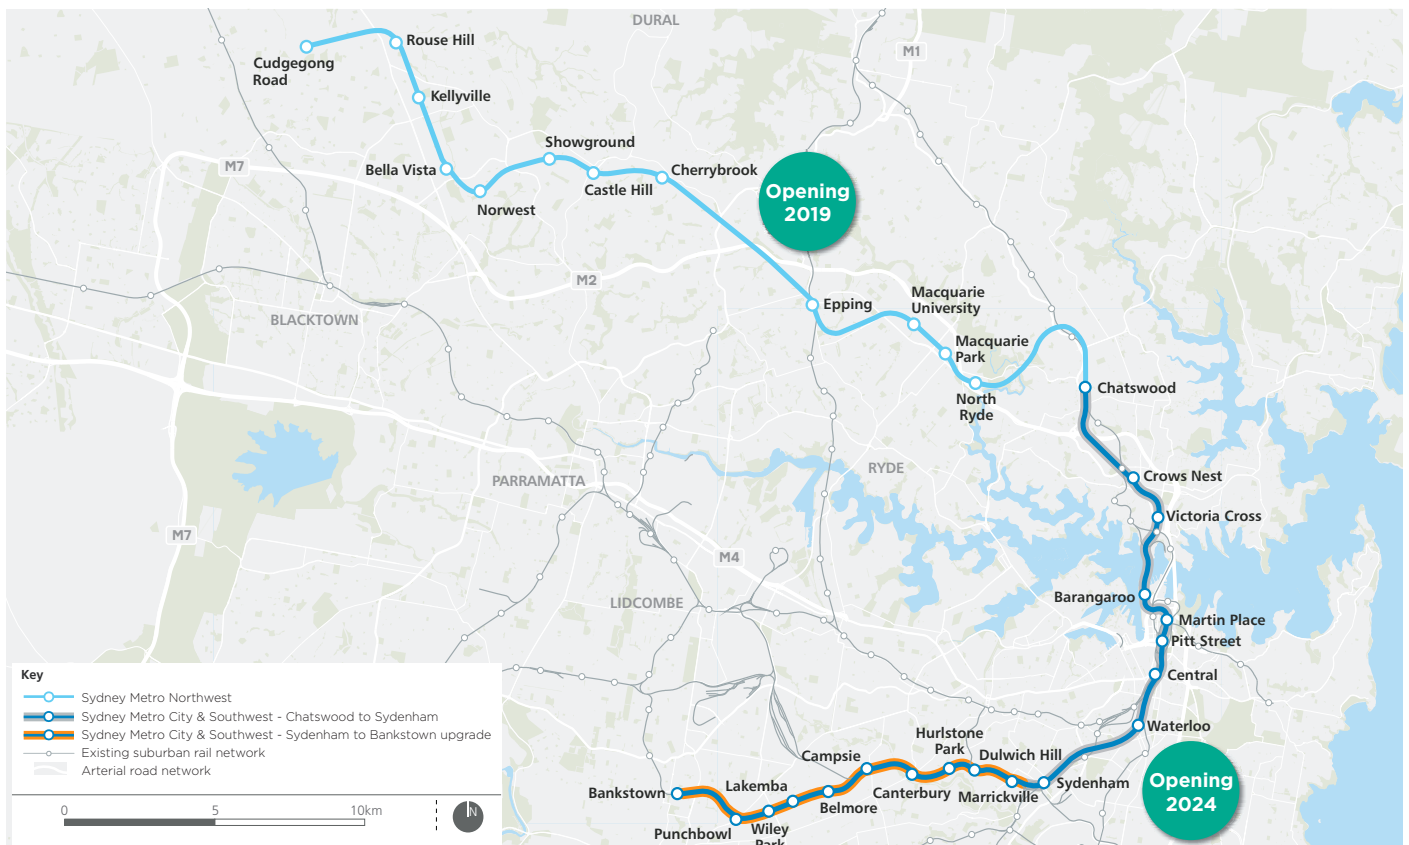 DURAL
M1
Rouse Hill
Cudgegong
Road
Kellyville
Showground
M7
Bella Vista
Cherrybrook
Castle Hill
Norwest
Opening
2019
M2
Macquarie
University
Epping
BLACKTOWN
Macquarie
Park
Chatswood
North
Ryde
RYDE
Crows Nest
PARRAMATTA
Victoria Cross
M7
M4
Barangaroo
LIDCOMBE
Martin Place
Pitt Street
Central
Waterloo
Hurlstone
Park
Dulwich Hill
Campsie
Sydenham
Opening
2024
Lakemba
Bankstown
Canterbury
Marrickville
Belmore
Punchbowl
Wiley
Park
Key
Sydney Metro Northwest
Sydney Metro City & Southwest - Chatswood to Sydenham
Sydney Metro City & Southwest - Sydenham to Bankstown upgrade
Existing suburban rail network
Arterial road network
0 5 10km
N